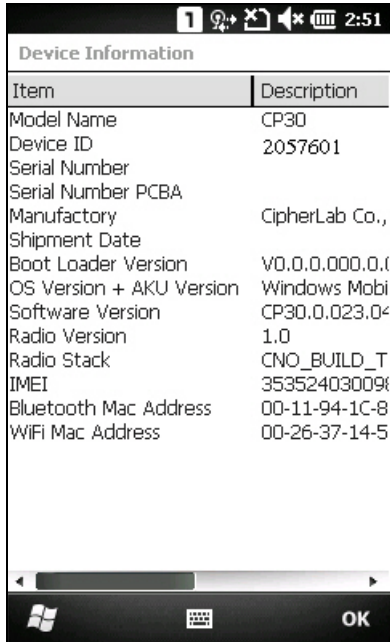 1 2:51
Device Information
Item Description
Model Name CP30
Device ID 2057601
Serial Number
Serial Number PCBA
Manufactory CipherLab Co.,
Shipment Date
Boot Loader Version V0.0.0.000.0.0
OS Version + AKU Version Windows Mobi
Software Version CP30.0.023.04
Radio Version 1.0
Radio Stack CNO_BUILD_T
IMEI 353524030098
Bluetooth Mac Address 00-11-94-1C-8
WiFi Mac Address 00-26-37-14-5
OK